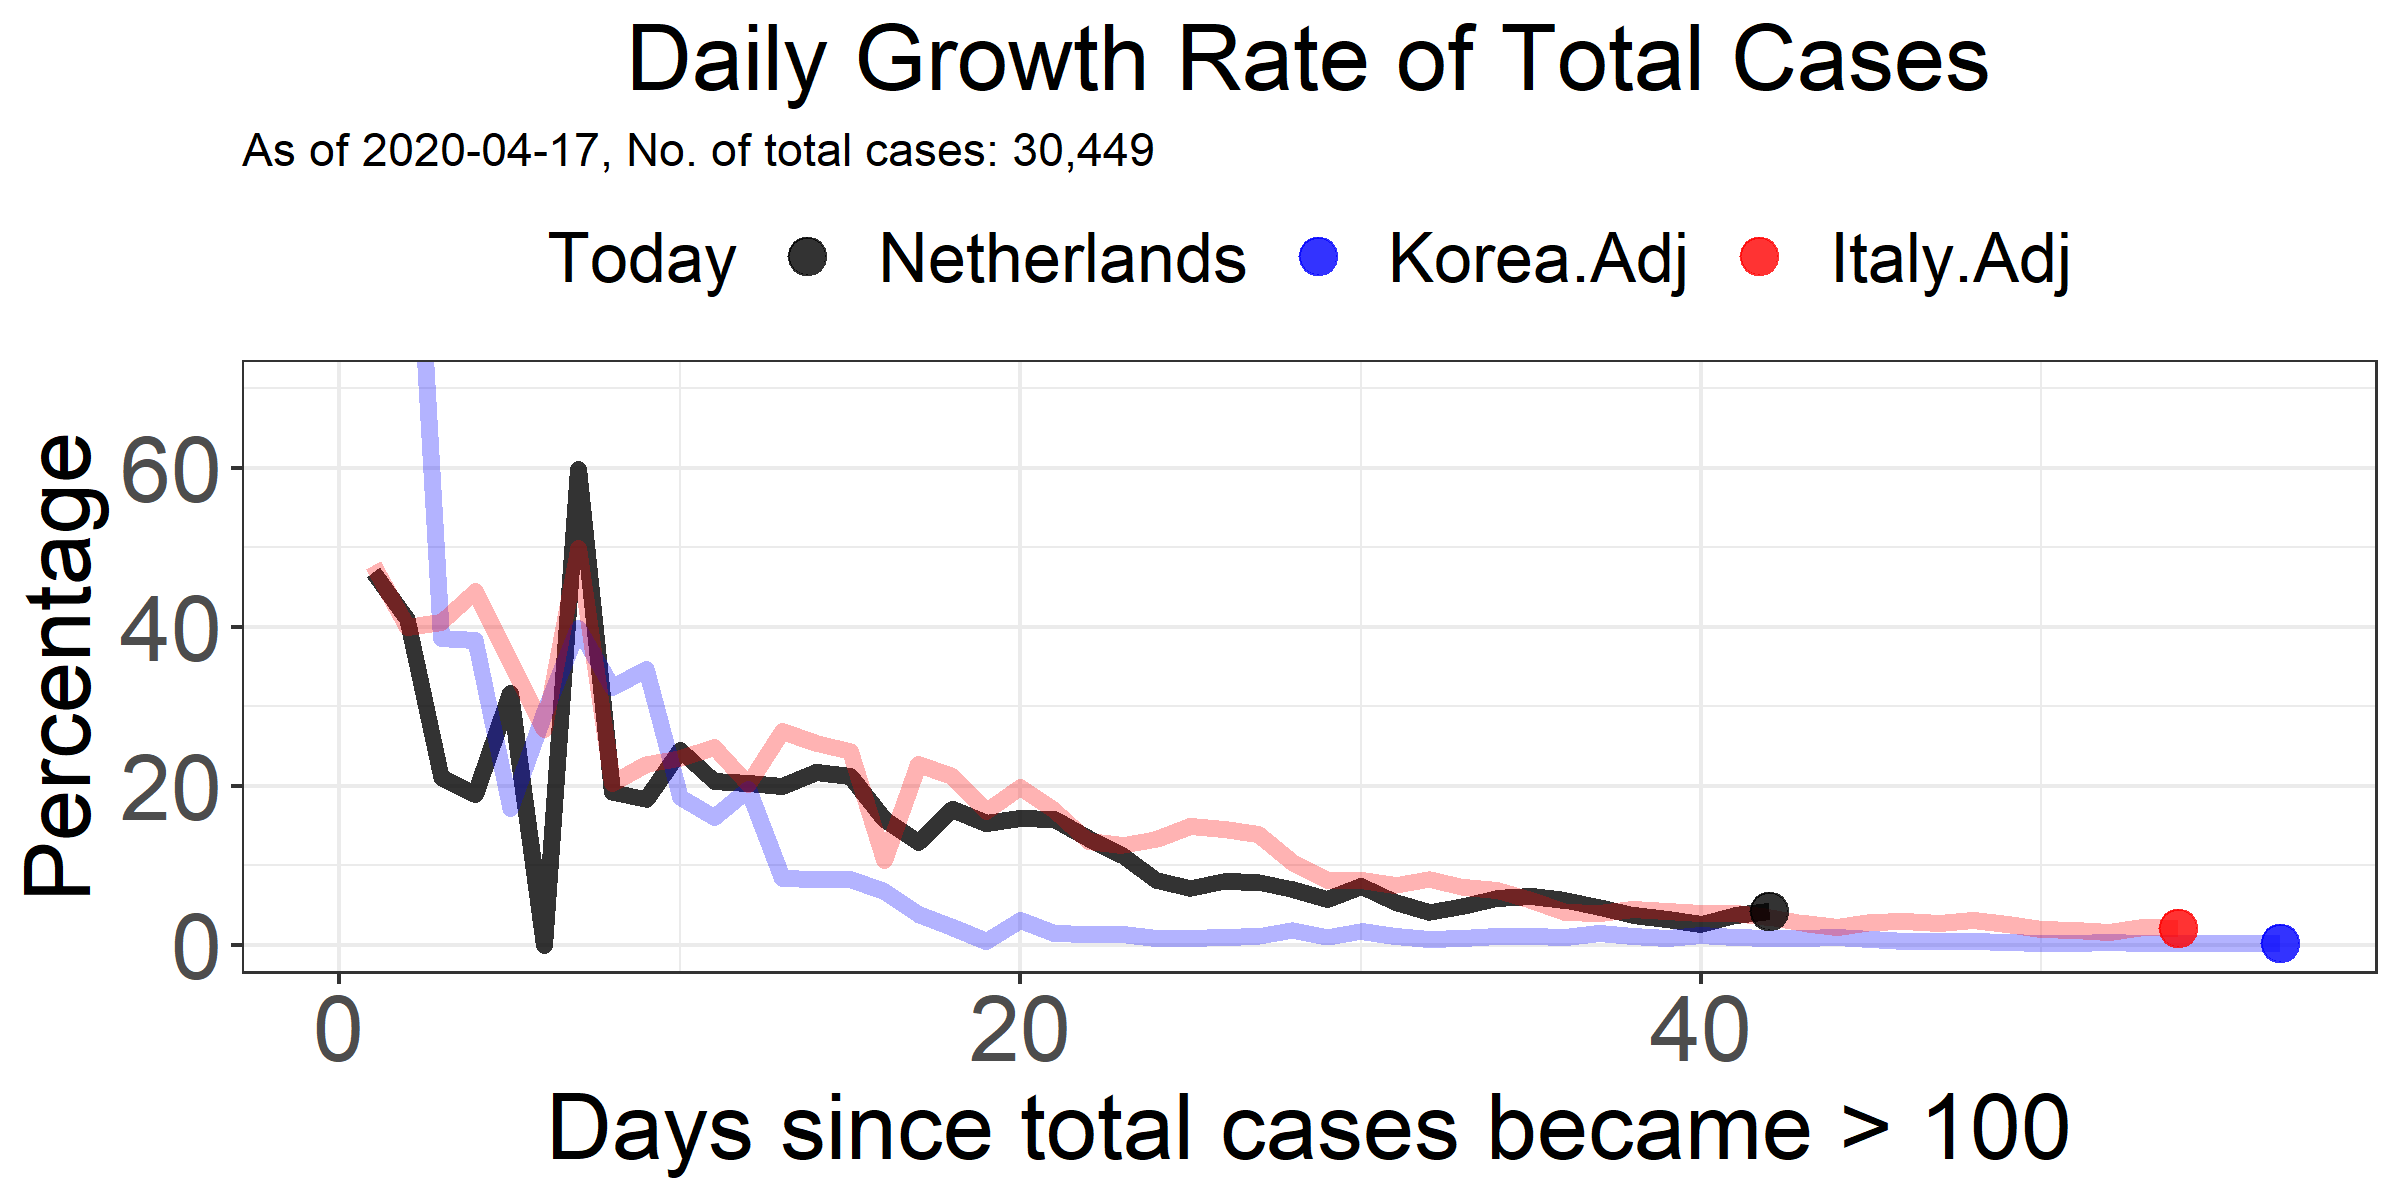 Daily Growth Rate of Total Cases
As of 2020-04-17, No. of total cases: 30,449
Today Netherlands Korea.Adj Italy.Adj
Percentage
60
40
20
0
0 20 40
Days since total cases became > 100